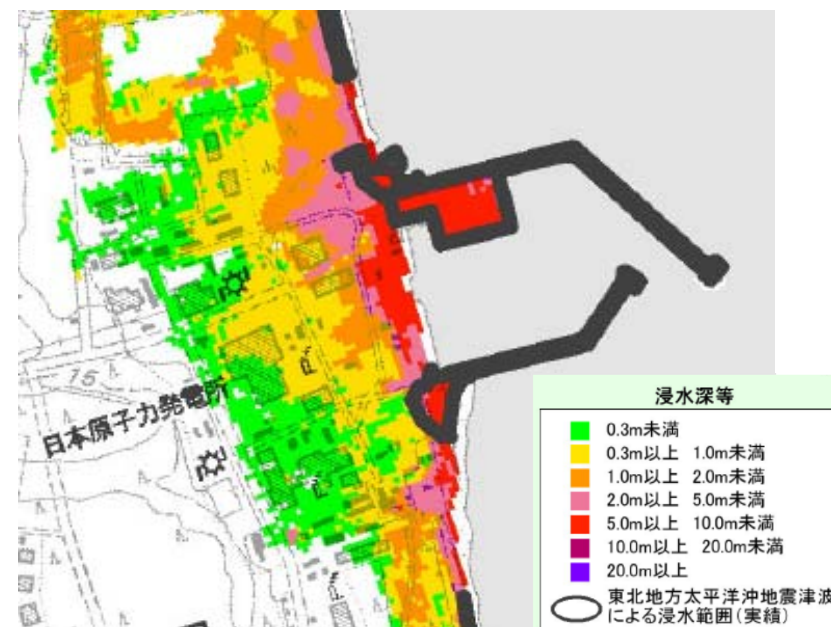 15
日本原子力発電所
浸水深等
0.3m未満
0.3m以上 1.0m未満
1.0m以上 2.0m未満
2.0m以上 5.0m未満
5.0m以上 10.0m未満
10.0m以上 20.0m未満
20.0m以上
東北地方太平洋沖地震津波
による浸水範囲(実績)